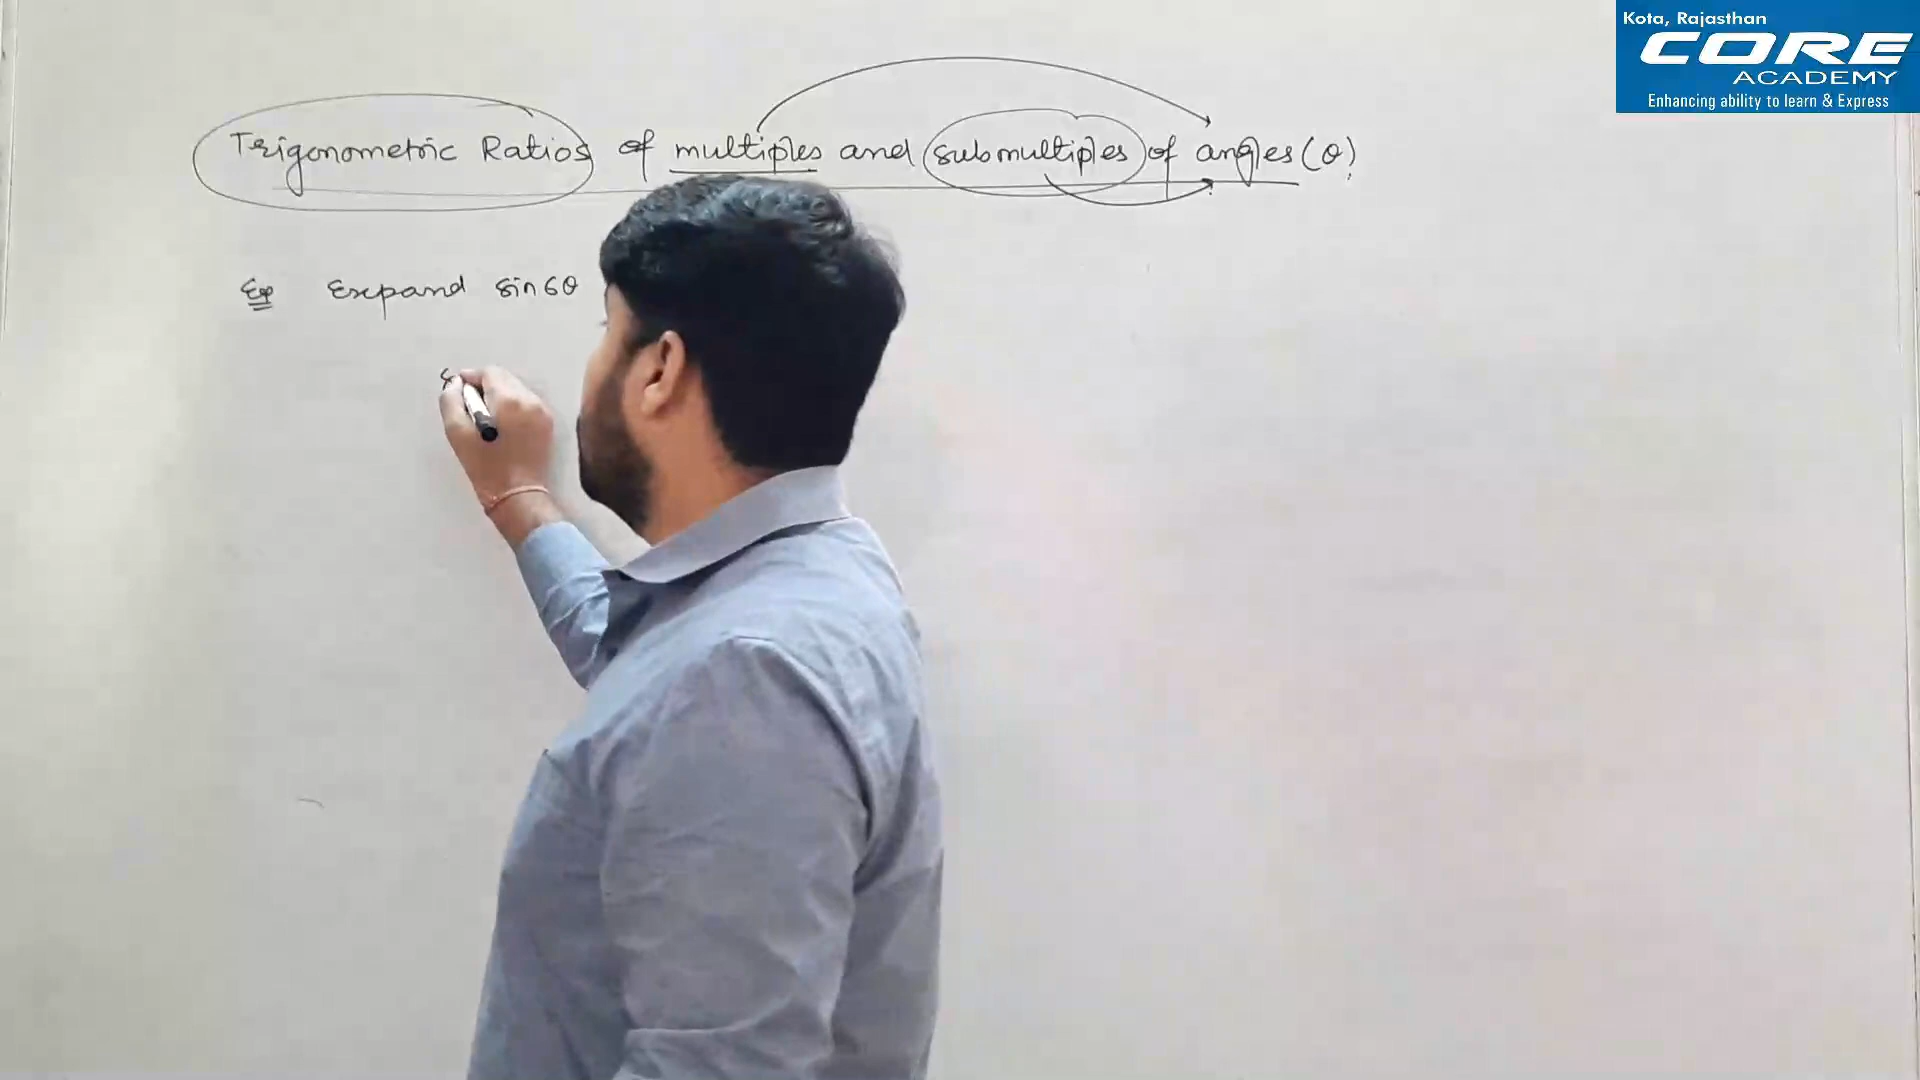 Kota, Rajasthan
CORE
ACADEMY
Enhancing ability to learn & Express
Trigonometric Ratios of multiples and submultiples of angles (θ)
Ex Expand sin6θ